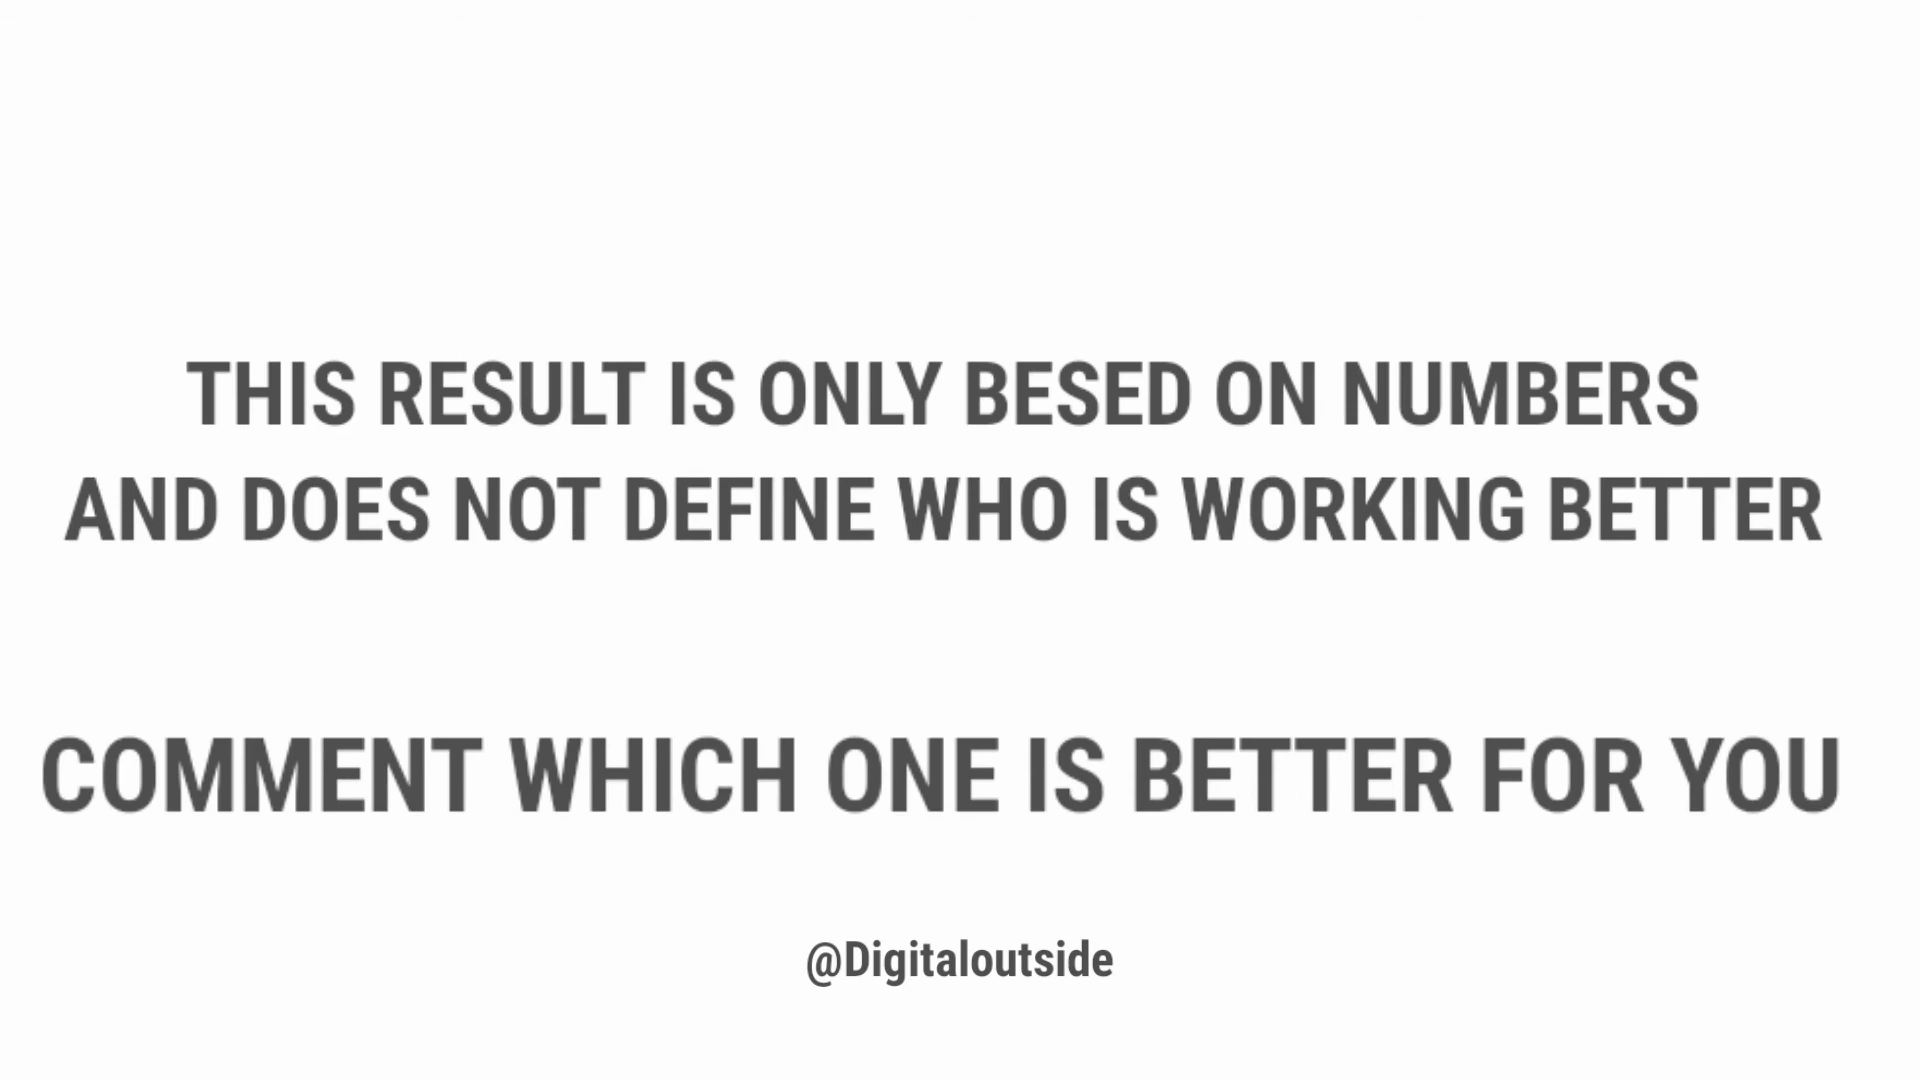 THIS RESULT IS ONLY BESED ON NUMBERS
AND DOES NOT DEFINE WHO IS WORKING BETTER
COMMENT WHICH ONE IS BETTER FOR YOU
@Digitaloutside